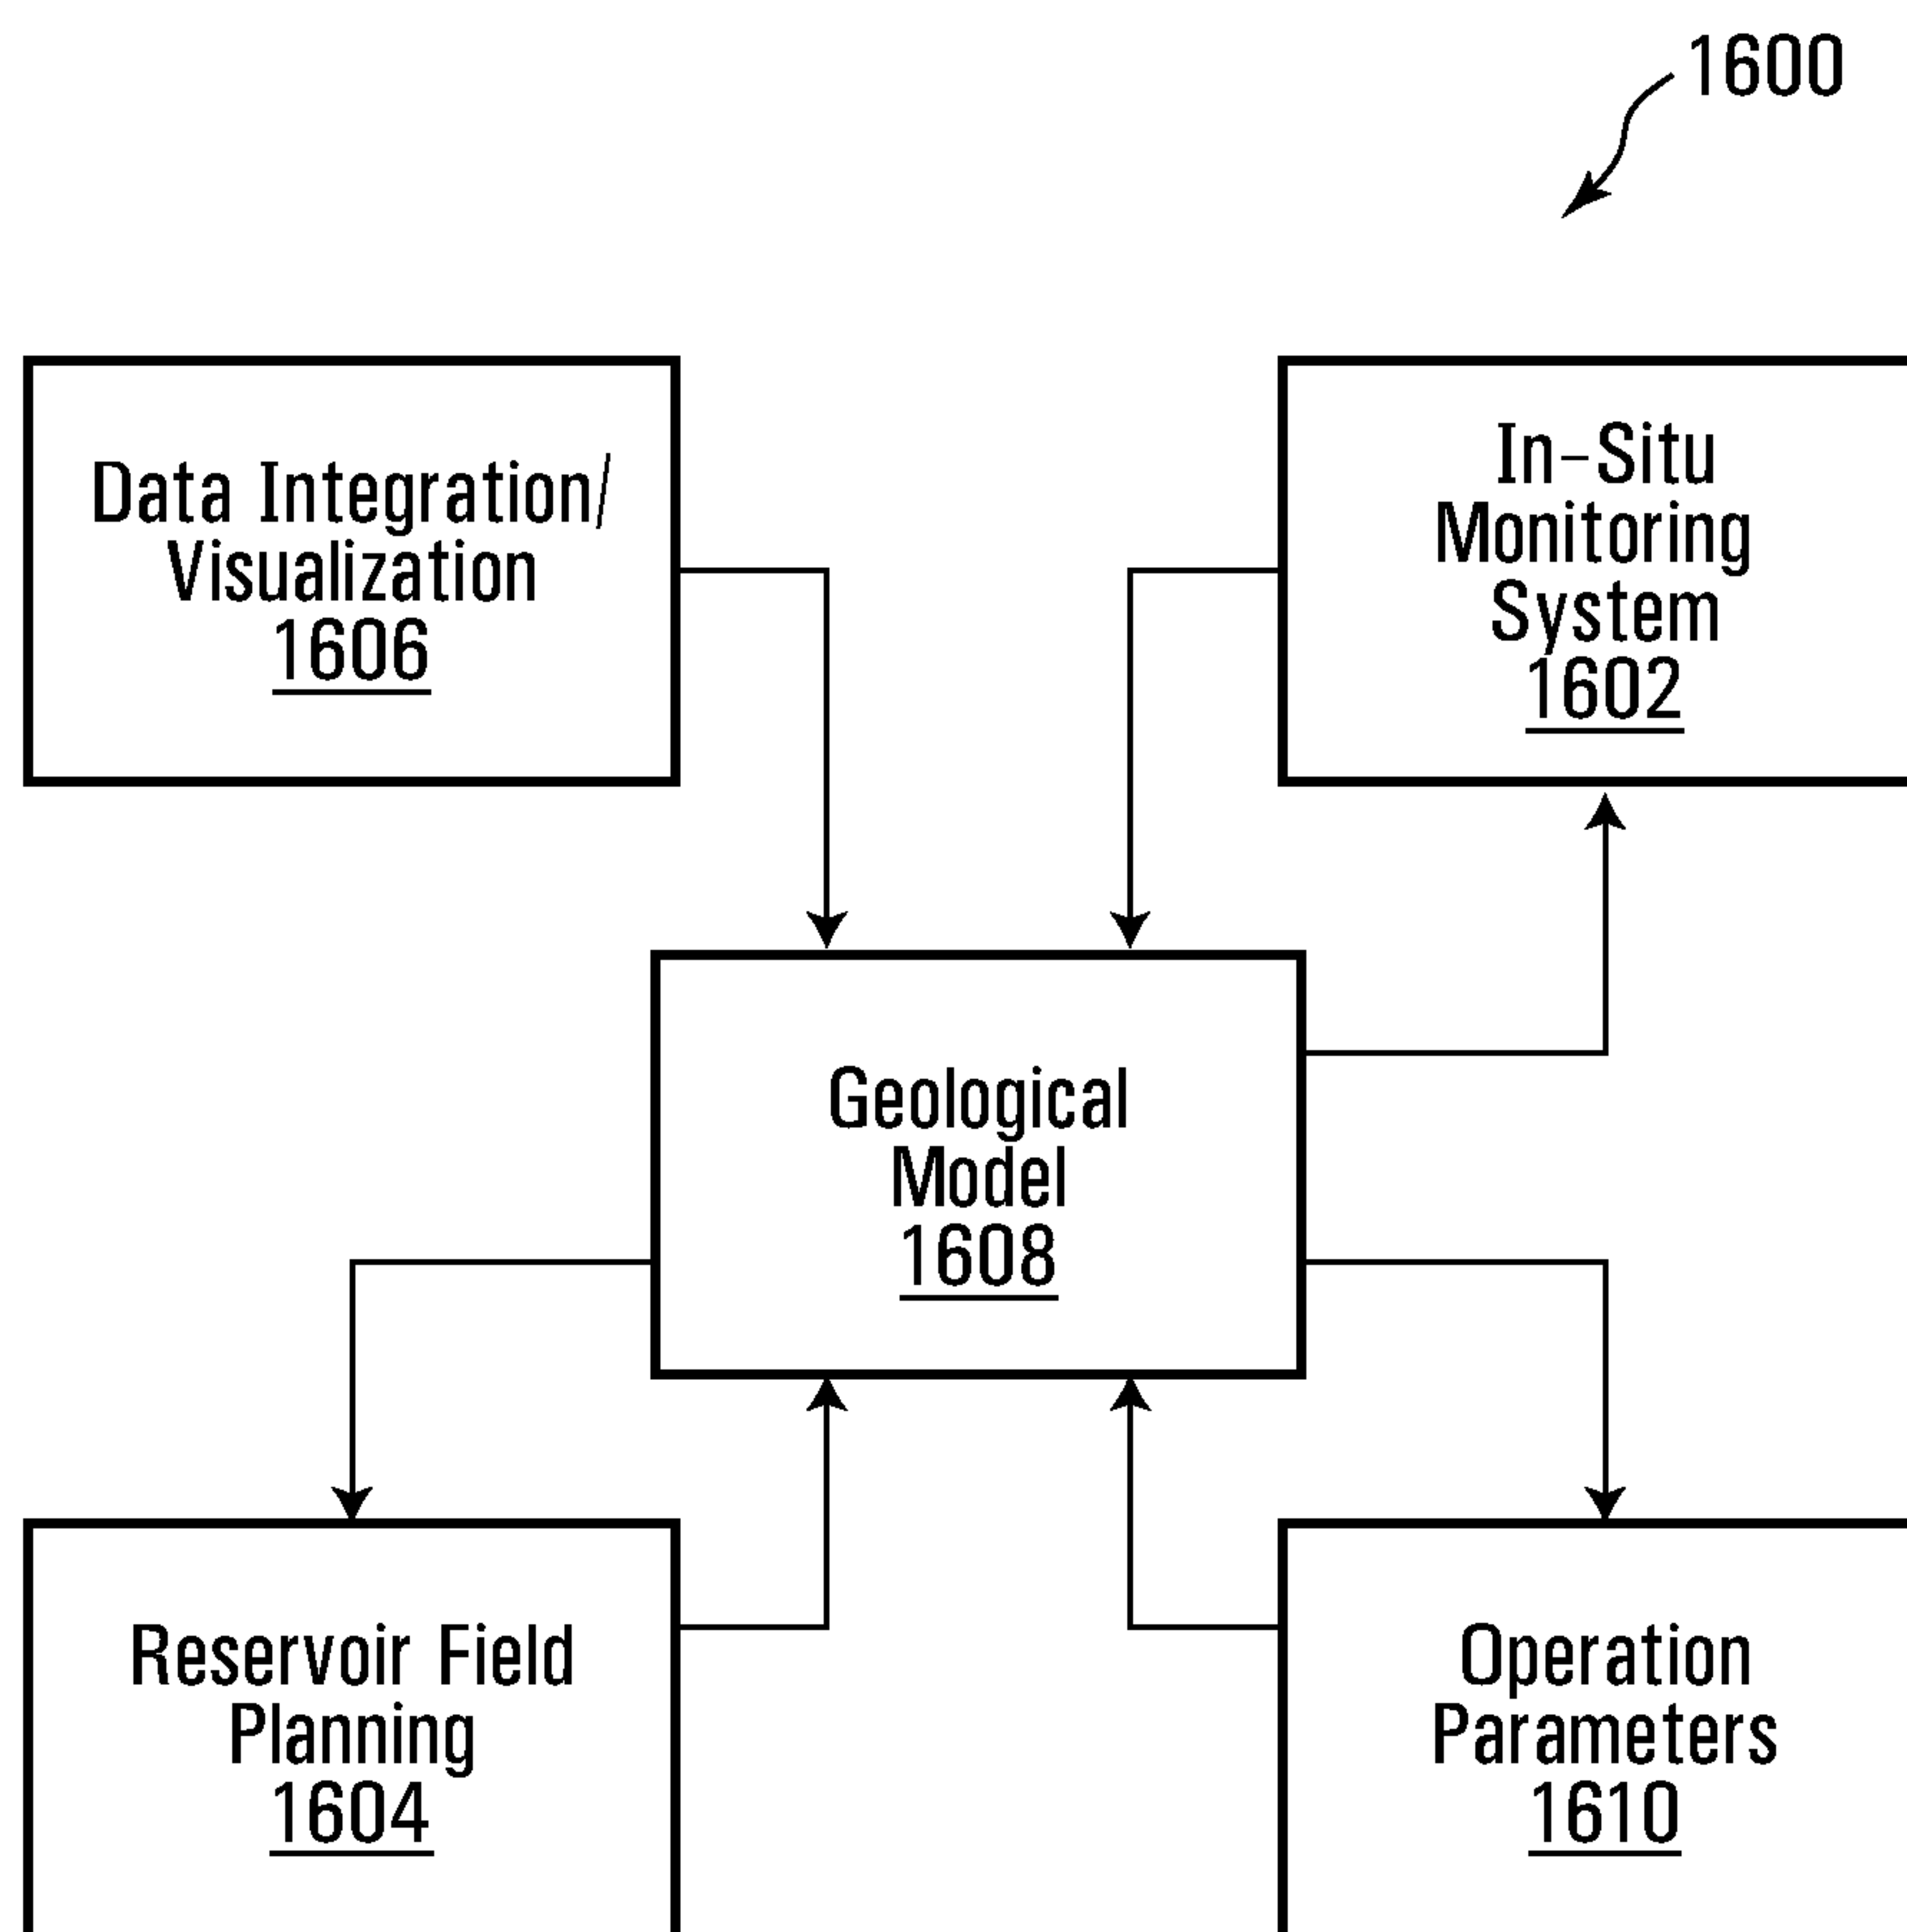 1600
Data Integration/
Visualization
1606
In-Situ
Monitoring
System
1602
Geological
Model
1608
Reservoir Field
Planning
1604
Operation
Parameters
1610